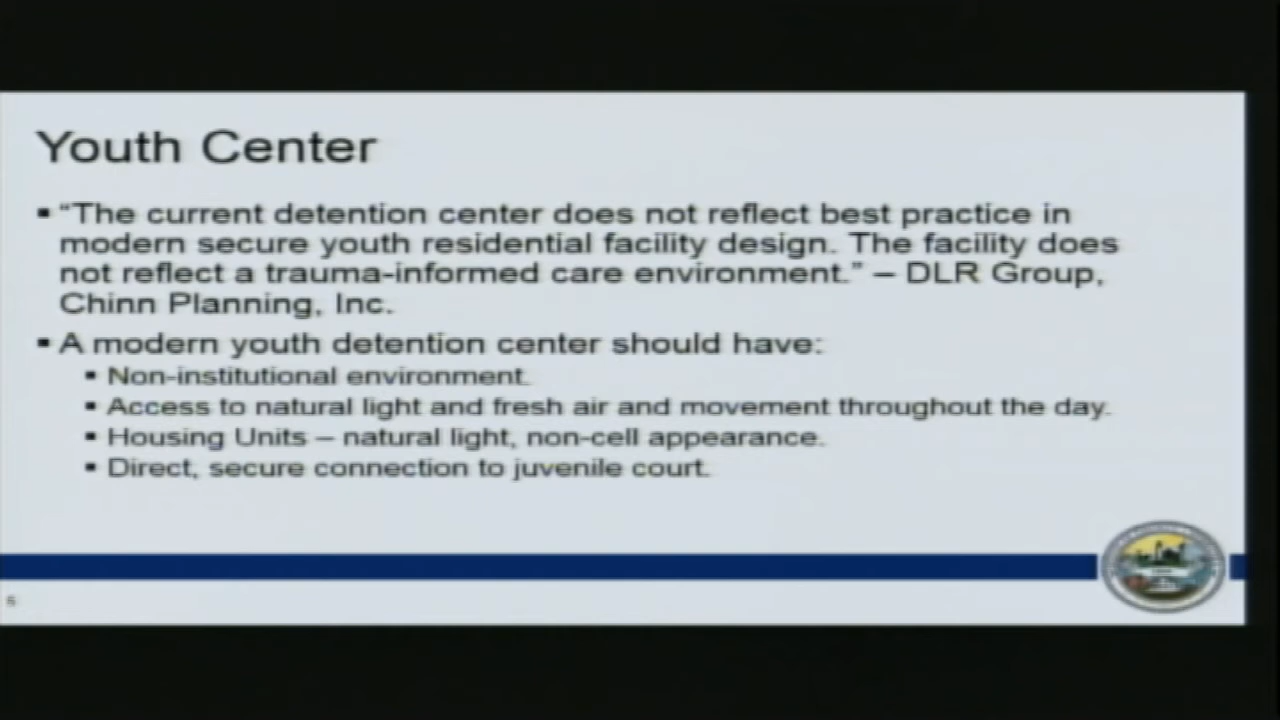 Youth Center
▪ “The current detention center does not reflect best practice in
modern secure youth residential facility design. The facility does
not reflect a trauma-informed care environment.” – DLR Group,
Chinn Planning, Inc.
▪ A modern youth detention center should have:
▪ Non-institutional environment.
▪ Access to natural light and fresh air and movement throughout the day.
▪ Housing Units – natural light, non-cell appearance.
▪ Direct, secure connection to juvenile court.